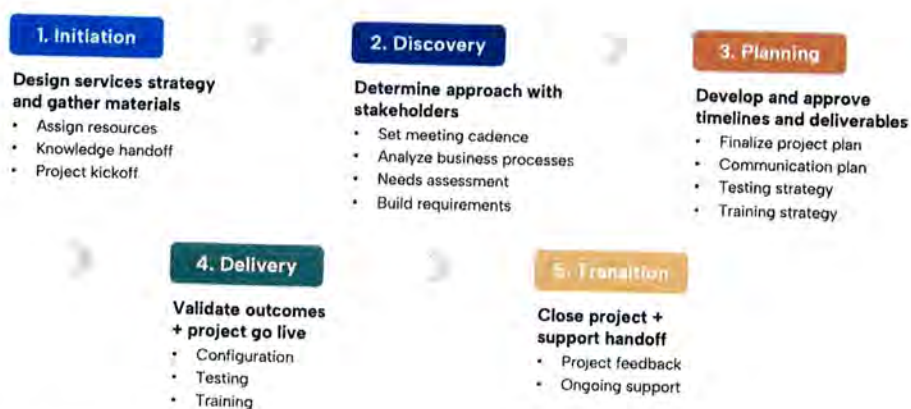 1. Initiation
Design services strategy
and gather materials
• Assign resources
• Knowledge handoff
• Project kickoff
2. Discovery
Determine approach with
stakeholders
• Set meeting cadence
• Analyze business processes
• Needs assessment
• Build requirements
3. Planning
Develop and approve
timelines and deliverables
• Finalize project plan
• Communication plan
• Testing strategy
• Training strategy
4. Delivery
Validate outcomes
+ project go live
• Configuration
• Testing
• Training
5. Transition
Close project +
support handoff
• Project feedback
• Ongoing support